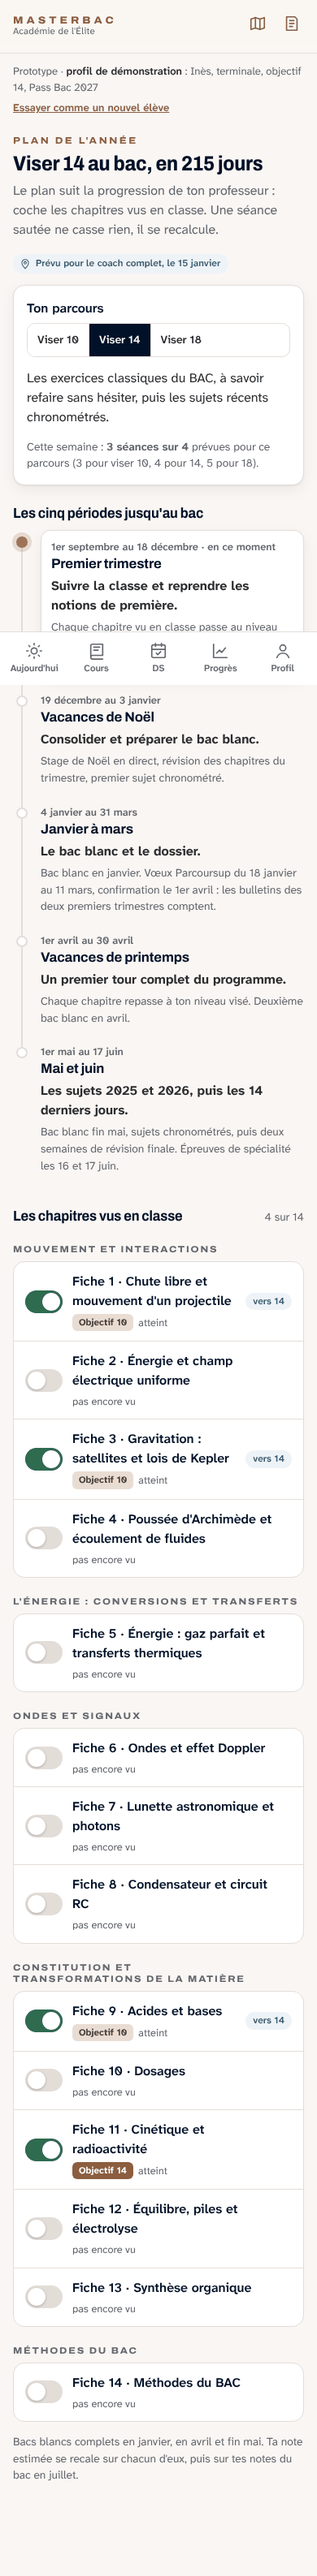 MASTERBAC
Académie de l'Élite
Prototype · profil de démonstration : Inès, terminale, objectif
14, Pass Bac 2027
Essayer comme un nouvel élève
PLAN DE L'ANNÉE
Viser 14 au bac, en 215 jours
Le plan suit la progression de ton professeur :
coche les chapitres vus en classe. Une séance
sautée ne casse rien, il se recalcule.
Prévu pour le coach complet, le 15 janvier
Ton parcours
Viser 10
Viser 14
Viser 18
Les exercices classiques du BAC, à savoir
refaire sans hésiter, puis les sujets récents
chronométrés.
Cette semaine : 3 séances sur 4 prévues pour ce
parcours (3 pour viser 10, 4 pour 14, 5 pour 18).
Les cinq périodes jusqu'au bac
1er septembre au 18 décembre · en ce moment
Premier trimestre
Suivre la classe et reprendre les
notions de première.
Chaque chapitre vu en classe passe au niveau
Aujourd'hui
Cours
DS
Progrès
Profil
19 décembre au 3 janvier
Vacances de Noël
Consolider et préparer le bac blanc.
Stage de Noël en direct, révision des chapitres du
trimestre, premier sujet chronométré.
4 janvier au 31 mars
Janvier à mars
Le bac blanc et le dossier.
Bac blanc en janvier. Vœux Parcoursup du 18 janvier
au 11 mars, confirmation le 1er avril : les bulletins des
deux premiers trimestres comptent.
1er avril au 30 avril
Vacances de printemps
Un premier tour complet du programme.
Chaque chapitre repasse à ton niveau visé. Deuxième
bac blanc en avril.
1er mai au 17 juin
Mai et juin
Les sujets 2025 et 2026, puis les 14
derniers jours.
Bac blanc fin mai, sujets chronométrés, puis deux
semaines de révision finale. Épreuves de spécialité
les 16 et 17 juin.
Les chapitres vus en classe
4 sur 14
MOUVEMENT ET INTERACTIONS
Fiche 1 · Chute libre et
mouvement d'un projectile
vers 14
Objectif 10 atteint
Fiche 2 · Énergie et champ
électrique uniforme
pas encore vu
Fiche 3 · Gravitation :
satellites et lois de Kepler
vers 14
Objectif 10 atteint
Fiche 4 · Poussée d'Archimède et
écoulement de fluides
pas encore vu
L'ÉNERGIE : CONVERSIONS ET TRANSFERTS
Fiche 5 · Énergie : gaz parfait et
transferts thermiques
pas encore vu
ONDES ET SIGNAUX
Fiche 6 · Ondes et effet Doppler
pas encore vu
Fiche 7 · Lunette astronomique et
photons
pas encore vu
Fiche 8 · Condensateur et circuit
RC
pas encore vu
CONSTITUTION ET
TRANSFORMATIONS DE LA MATIÈRE
Fiche 9 · Acides et bases
vers 14
Objectif 10 atteint
Fiche 10 · Dosages
pas encore vu
Fiche 11 · Cinétique et
radioactivité
Objectif 14 atteint
Fiche 12 · Équilibre, piles et
électrolyse
pas encore vu
Fiche 13 · Synthèse organique
pas encore vu
MÉTHODES DU BAC
Fiche 14 · Méthodes du BAC
pas encore vu
Bacs blancs complets en janvier, en avril et fin mai. Ta note
estimée se recale sur chacun d'eux, puis sur tes notes du
bac en juillet.